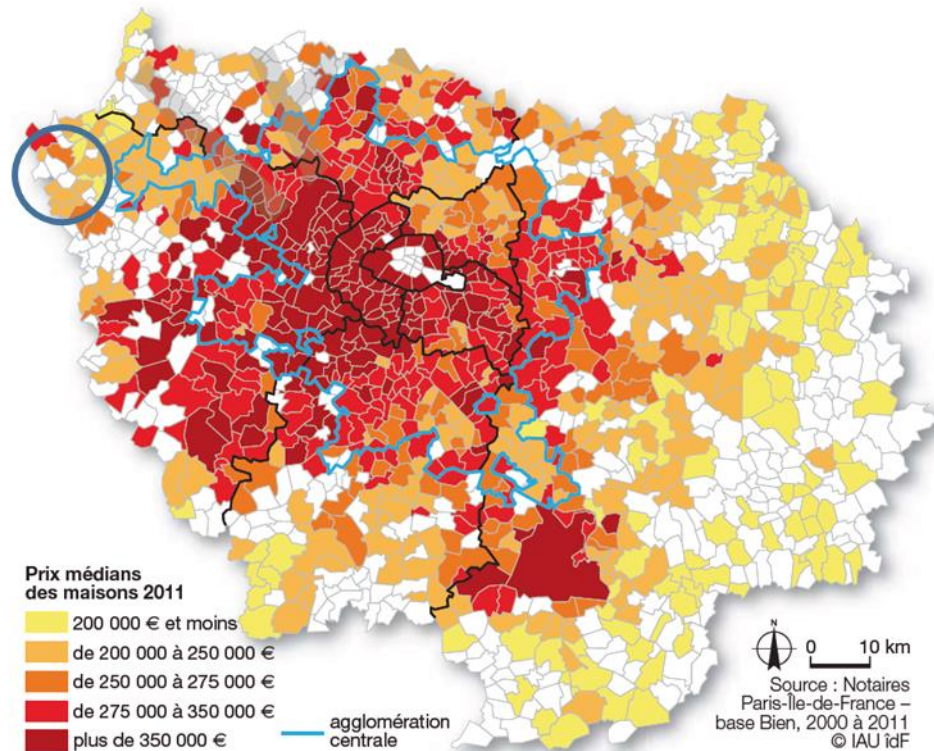 Prix médians
des maisons 2011
200 000 € et moins
de 200 000 à 250 000 €
de 250 000 à 275 000 €
de 275 000 à 350 000 €
plus de 350 000 €
agglomération
centrale
N
0 10 km
Source : Notaires
Paris-Île-de-France –
base Bien, 2000 à 2011
© IAU îdF